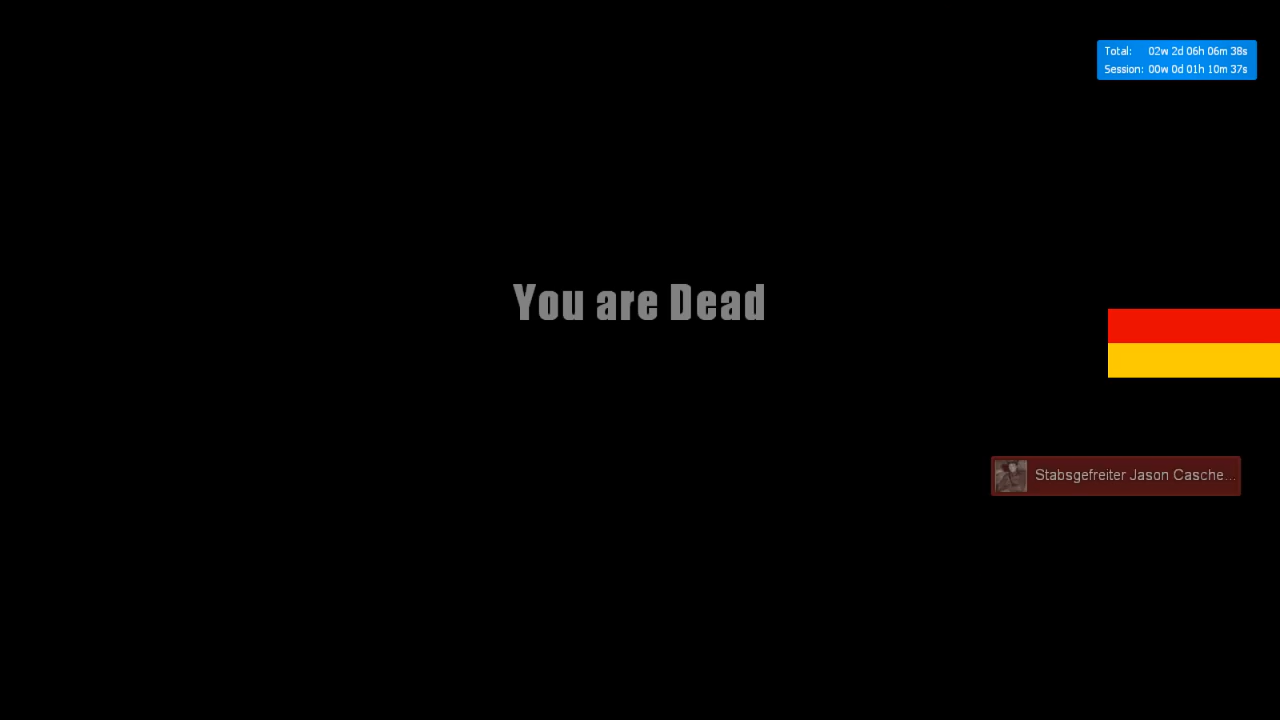 Total: 02w 2d 06h 06m 38s
Session: 00w 0d 01h 10m 37s
You are Dead
Stabsgefreiter Jason Casche...